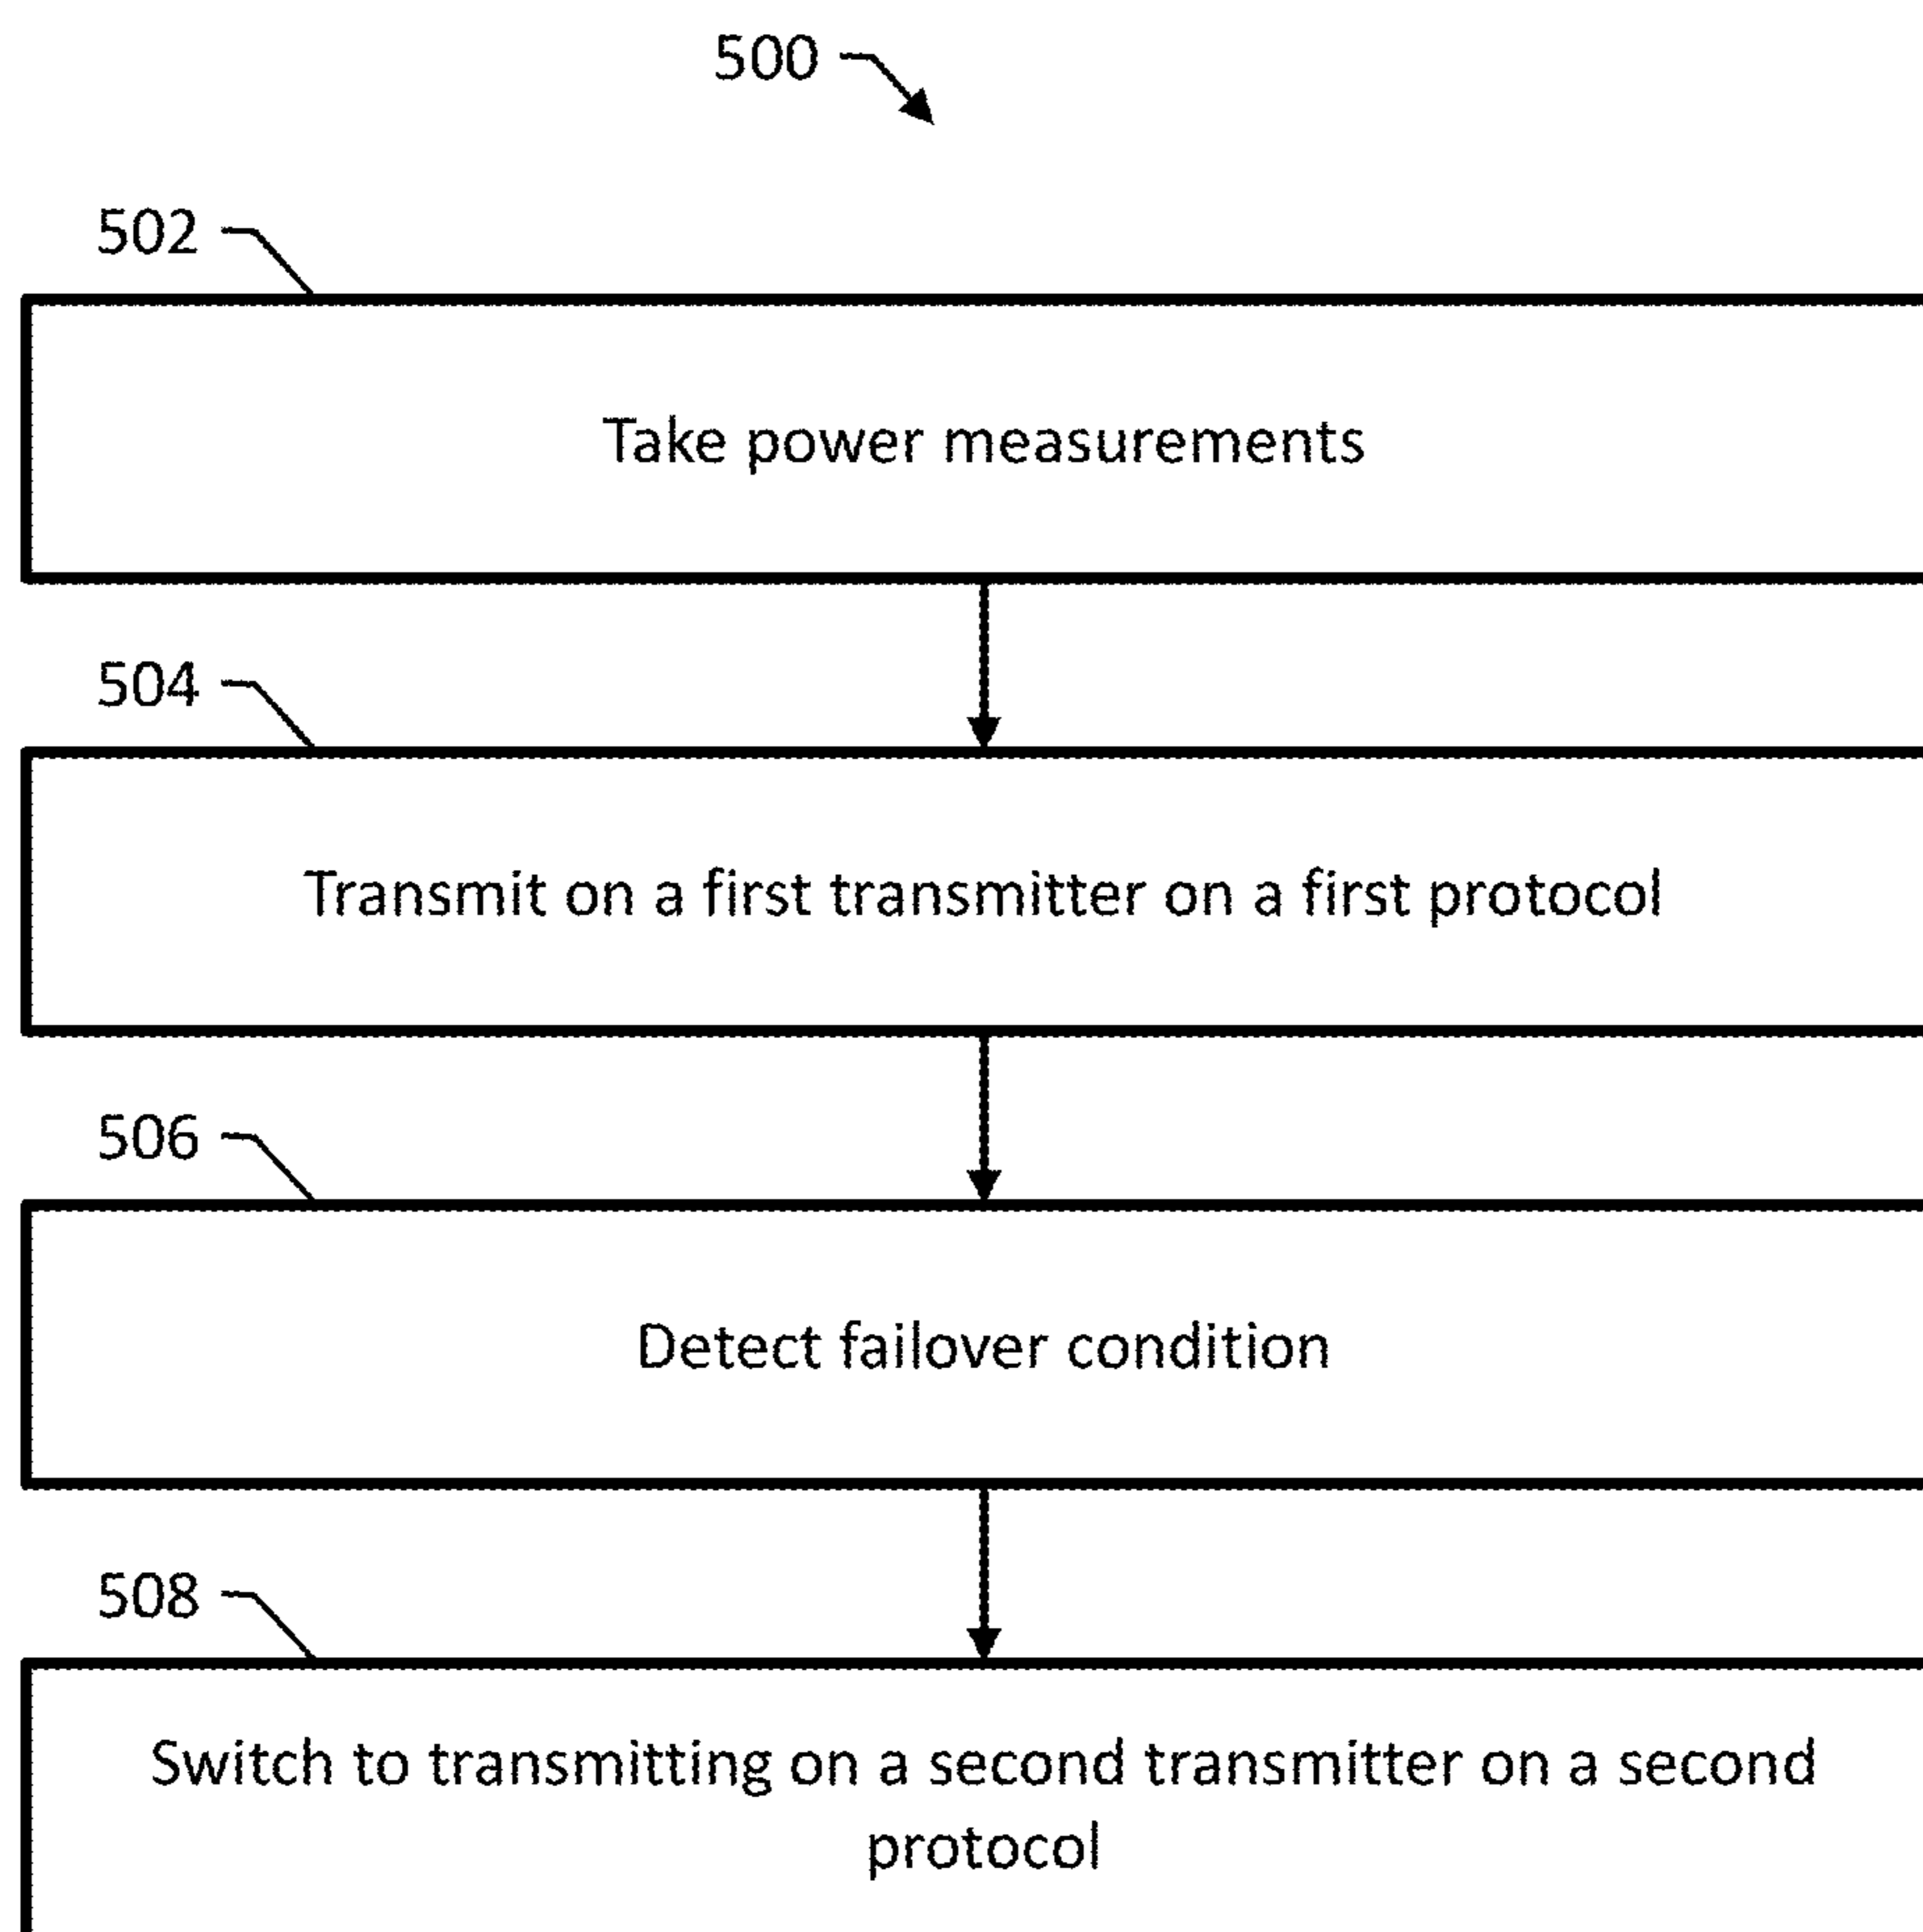 500
502
Take power measurements
504
Transmit on a first transmitter on a first protocol
506
Detect failover condition
508
Switch to transmitting on a second transmitter on a second
protocol